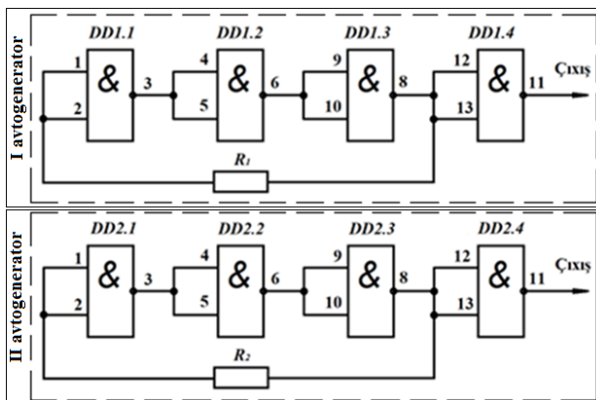 I avtogenerator
DD1.1 DD1.2 DD1.3 DD1.4
1 & 3 4 & 6 9 & 8 12 & 11 Çıxış
2 5 10 13
R₁
II avtogenerator
DD2.1 DD2.2 DD2.3 DD2.4
1 & 3 4 & 6 9 & 8 12 & 11 Çıxış
2 5 10 13
R₂